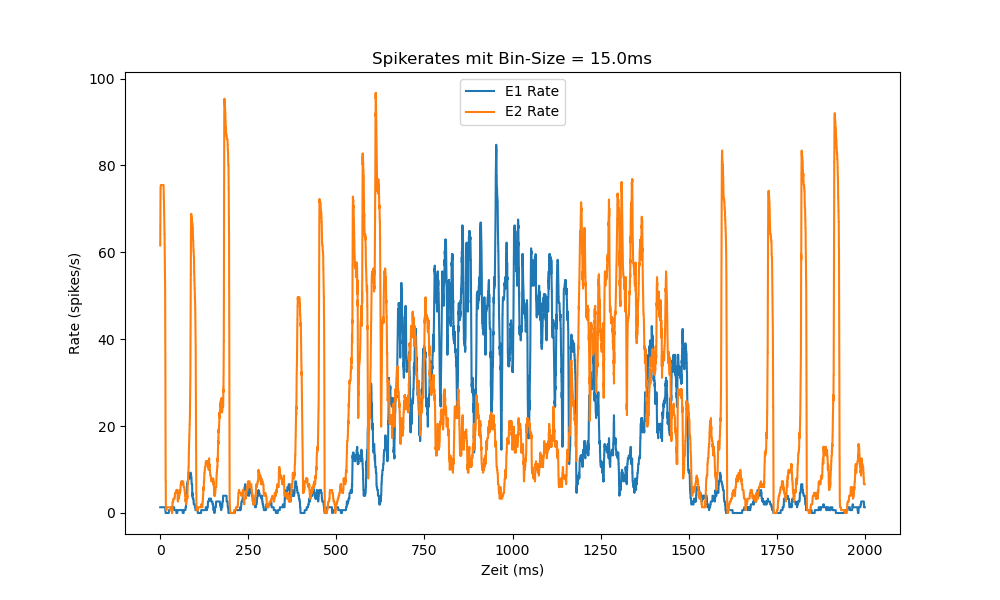 Spikerates mit Bin-Size = 15.0ms
E1 Rate
E2 Rate
Rate (spikes/s)
100
80
60
40
20
0
0 250 500 750 1000 1250 1500 1750 2000
Zeit (ms)